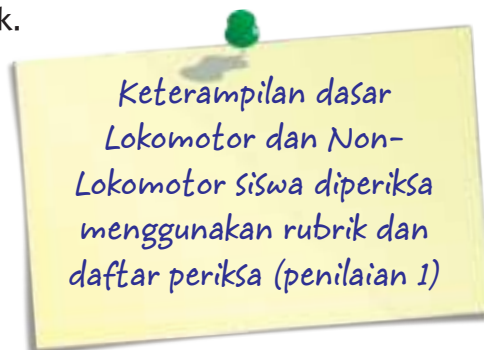 k.
Keterampilan dasar
Lokomotor dan Non-
Lokomotor siswa diperiksa
menggunakan rubrik dan
daftar periksa (penilaian 1)